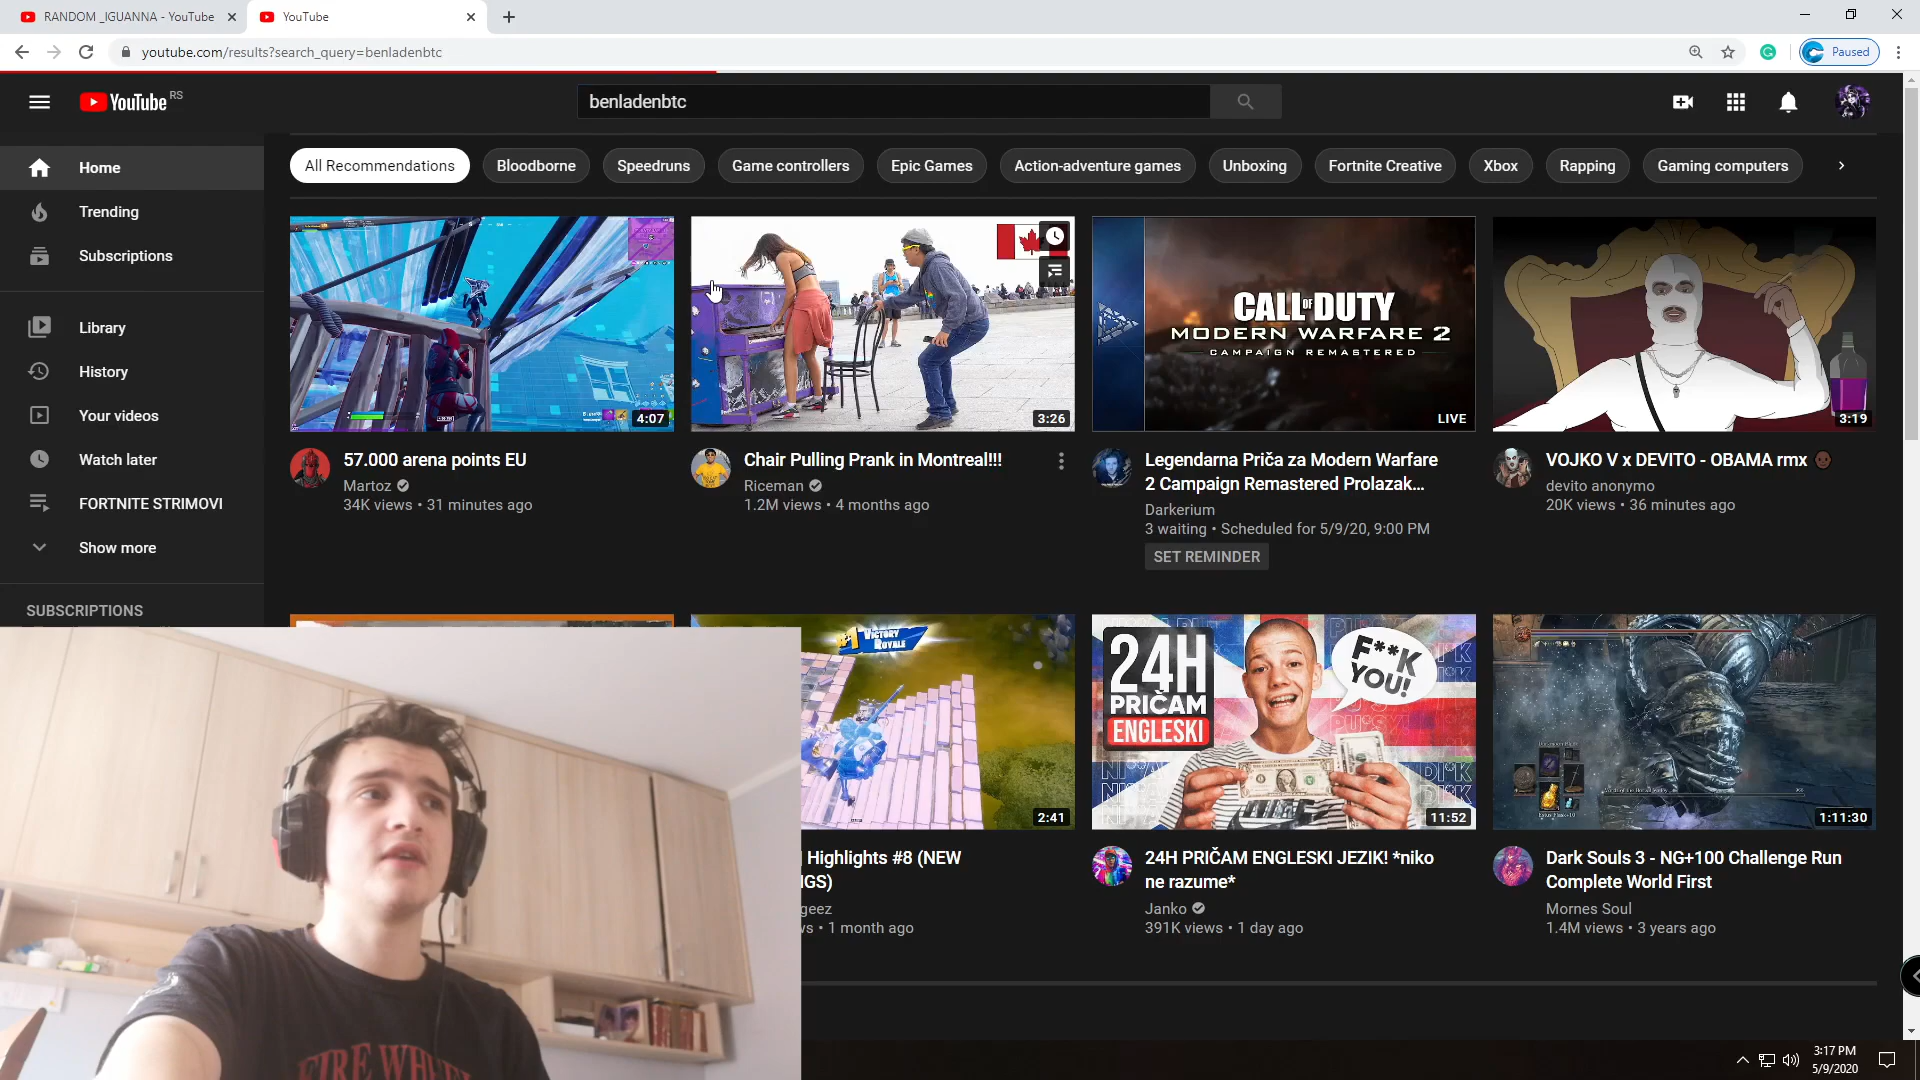 RANDOM _IGUANNA - YouTube
YouTube
youtube.com/results?search_query=benladenbtc
Paused
YouTube RS
benladenbtc
Home
Trending
Subscriptions
Library
History
Your videos
Watch later
FORTNITE STRIMOVI
Show more
SUBSCRIPTIONS
All Recommendations
Bloodborne
Speedruns
Game controllers
Epic Games
Action-adventure games
Unboxing
Fortnite Creative
Xbox
Rapping
Gaming computers
4:07
57.000 arena points EU
Martoz
34K views • 31 minutes ago
3:26
Chair Pulling Prank in Montreal!!!
Riceman
1.2M views • 4 months ago
CALL OF DUTY
MODERN WARFARE 2
CAMPAIGN REMASTERED
LIVE
Legendarna Priča za Modern Warfare
2 Campaign Remastered Prolazak...
Darkerium
3 waiting • Scheduled for 5/9/20, 9:00 PM
SET REMINDER
3:19
VOJKO V x DEVITO - OBAMA rmx
devito anonymo
20K views • 36 minutes ago
#1 VICTORY
ROYALE
2:41
Highlights #8 (NEW
GS)
geez
vs • 1 month ago
24H
PRIČAM
ENGLESKI
F**K
YOU!
11:52
24H PRIČAM ENGLESKI JEZIK! *niko
ne razume*
Janko
391K views • 1 day ago
1:11:30
Dark Souls 3 - NG+100 Challenge Run
Complete World First
Mornes Soul
1.4M views • 3 years ago
3:17 PM
5/9/2020